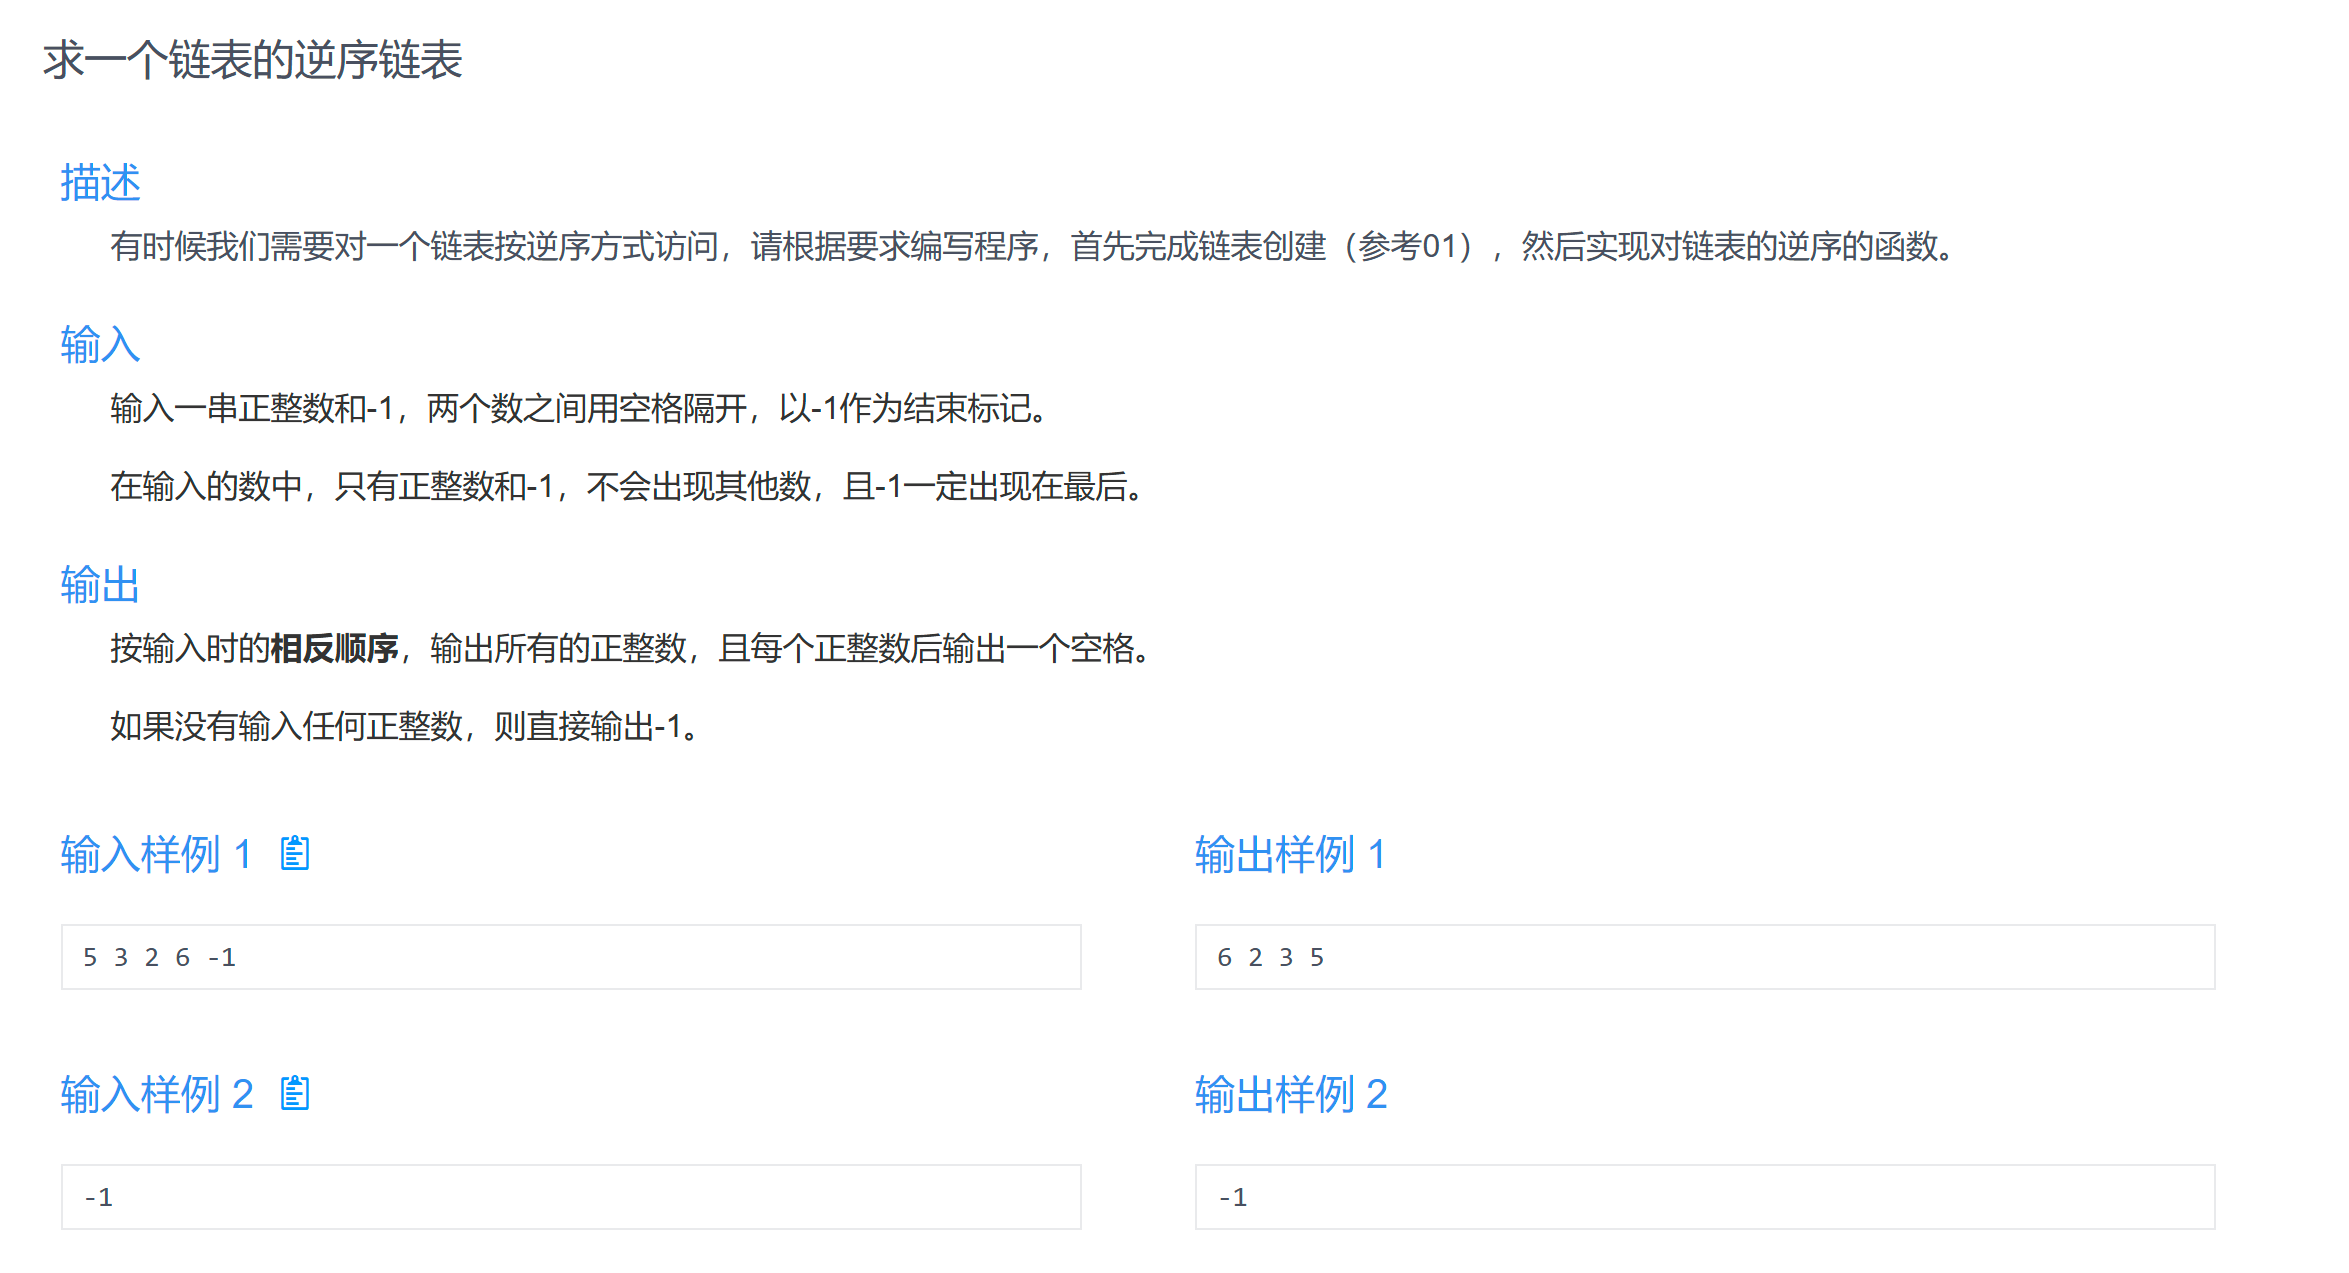 求一个链表的逆序链表
描述
有时候我们需要对一个链表按逆序方式访问，请根据要求编写程序，首先完成链表创建（参考01），然后实现对链表的逆序的函数。
输入
输入一串正整数和-1，两个数之间用空格隔开，以-1作为结束标记。
在输入的数中，只有正整数和-1，不会出现其他数，且-1一定出现在最后。
输出
按输入时的相反顺序，输出所有的正整数，且每个正整数后输出一个空格。
如果没有输入任何正整数，则直接输出-1。
输入样例 1
5 3 2 6 -1
输出样例 1
6 2 3 5
输入样例 2
-1
输出样例 2
-1